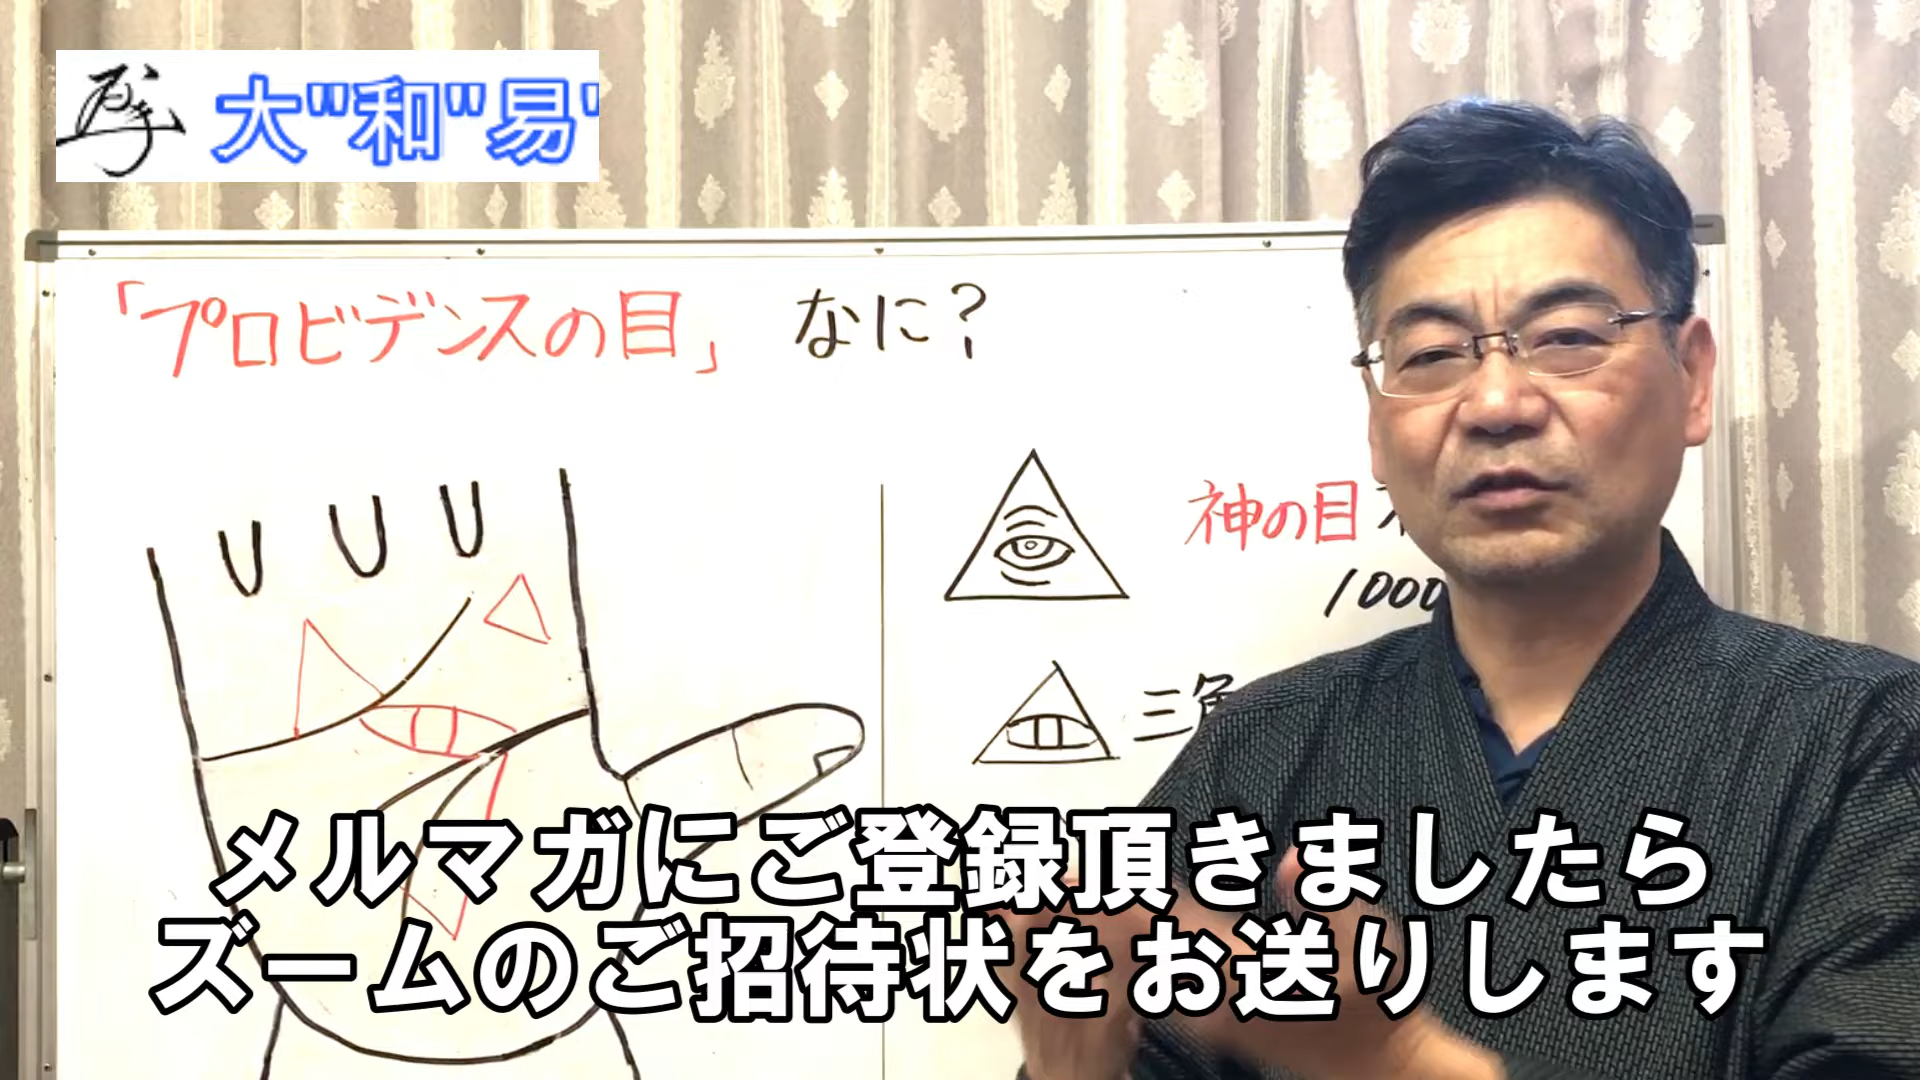 大"和"易"
「プロビデンスの目」 なに？
神の目
1000
三角
メルマガにご登録頂きましたら
ズームのご招待状をお送りします